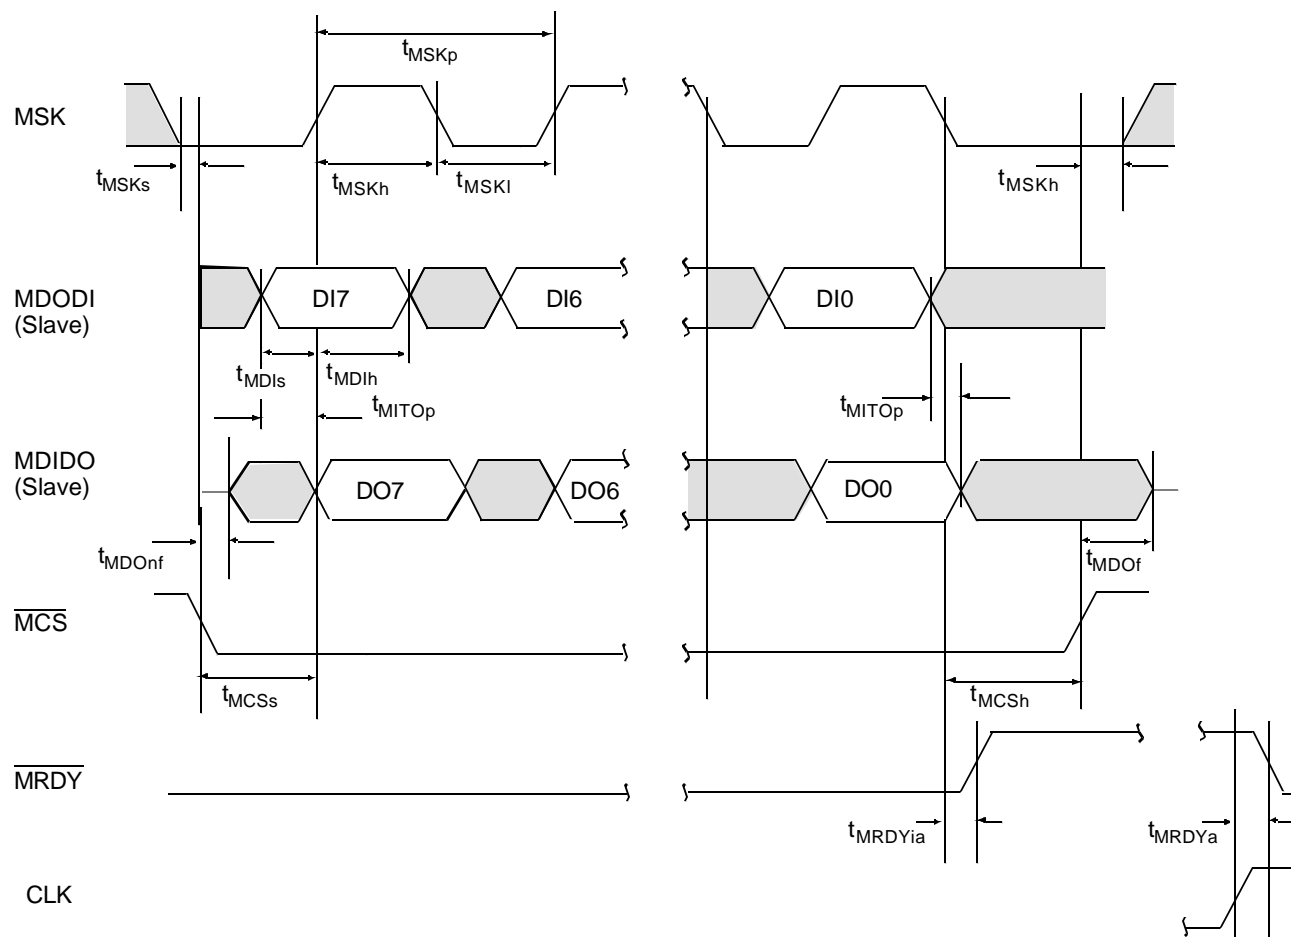 tMSKp
MSK
tMSKs
tMSKh
tMSKl
tMSKh
MDODI
(Slave)
DI7
DI6
DI0
tMDIs
tMDIh
tMITOp
tMITOp
MDIDO
(Slave)
DO7
DO6
DO0
tMDOnf
tMDOf
MCS
tMCSs
tMCSh
MRDY
tMRDYia
tMRDYa
CLK